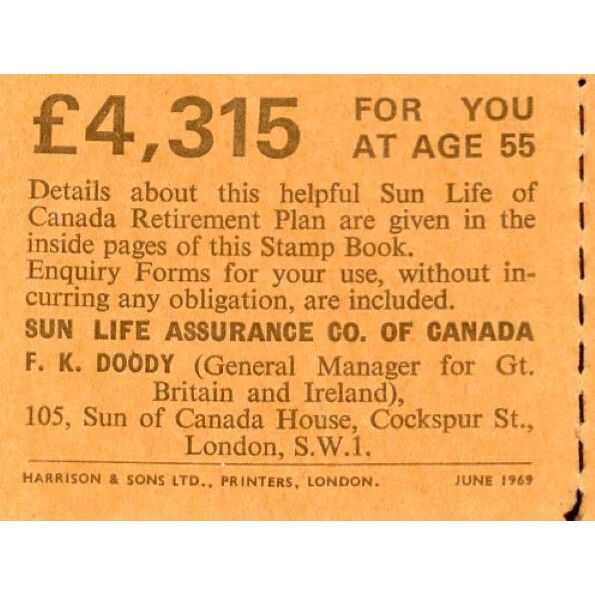 £4,315 FOR YOU
AT AGE 55
Details about this helpful Sun Life of
Canada Retirement Plan are given in the
inside pages of this Stamp Book.
Enquiry Forms for your use, without in-
curring any obligation, are included.
SUN LIFE ASSURANCE CO. OF CANADA
F. K. DOODY (General Manager for Gt.
Britain and Ireland),
105, Sun of Canada House, Cockspur St.,
London, S.W.1.
HARRISON & SONS LTD., PRINTERS, LONDON. JUNE 1969